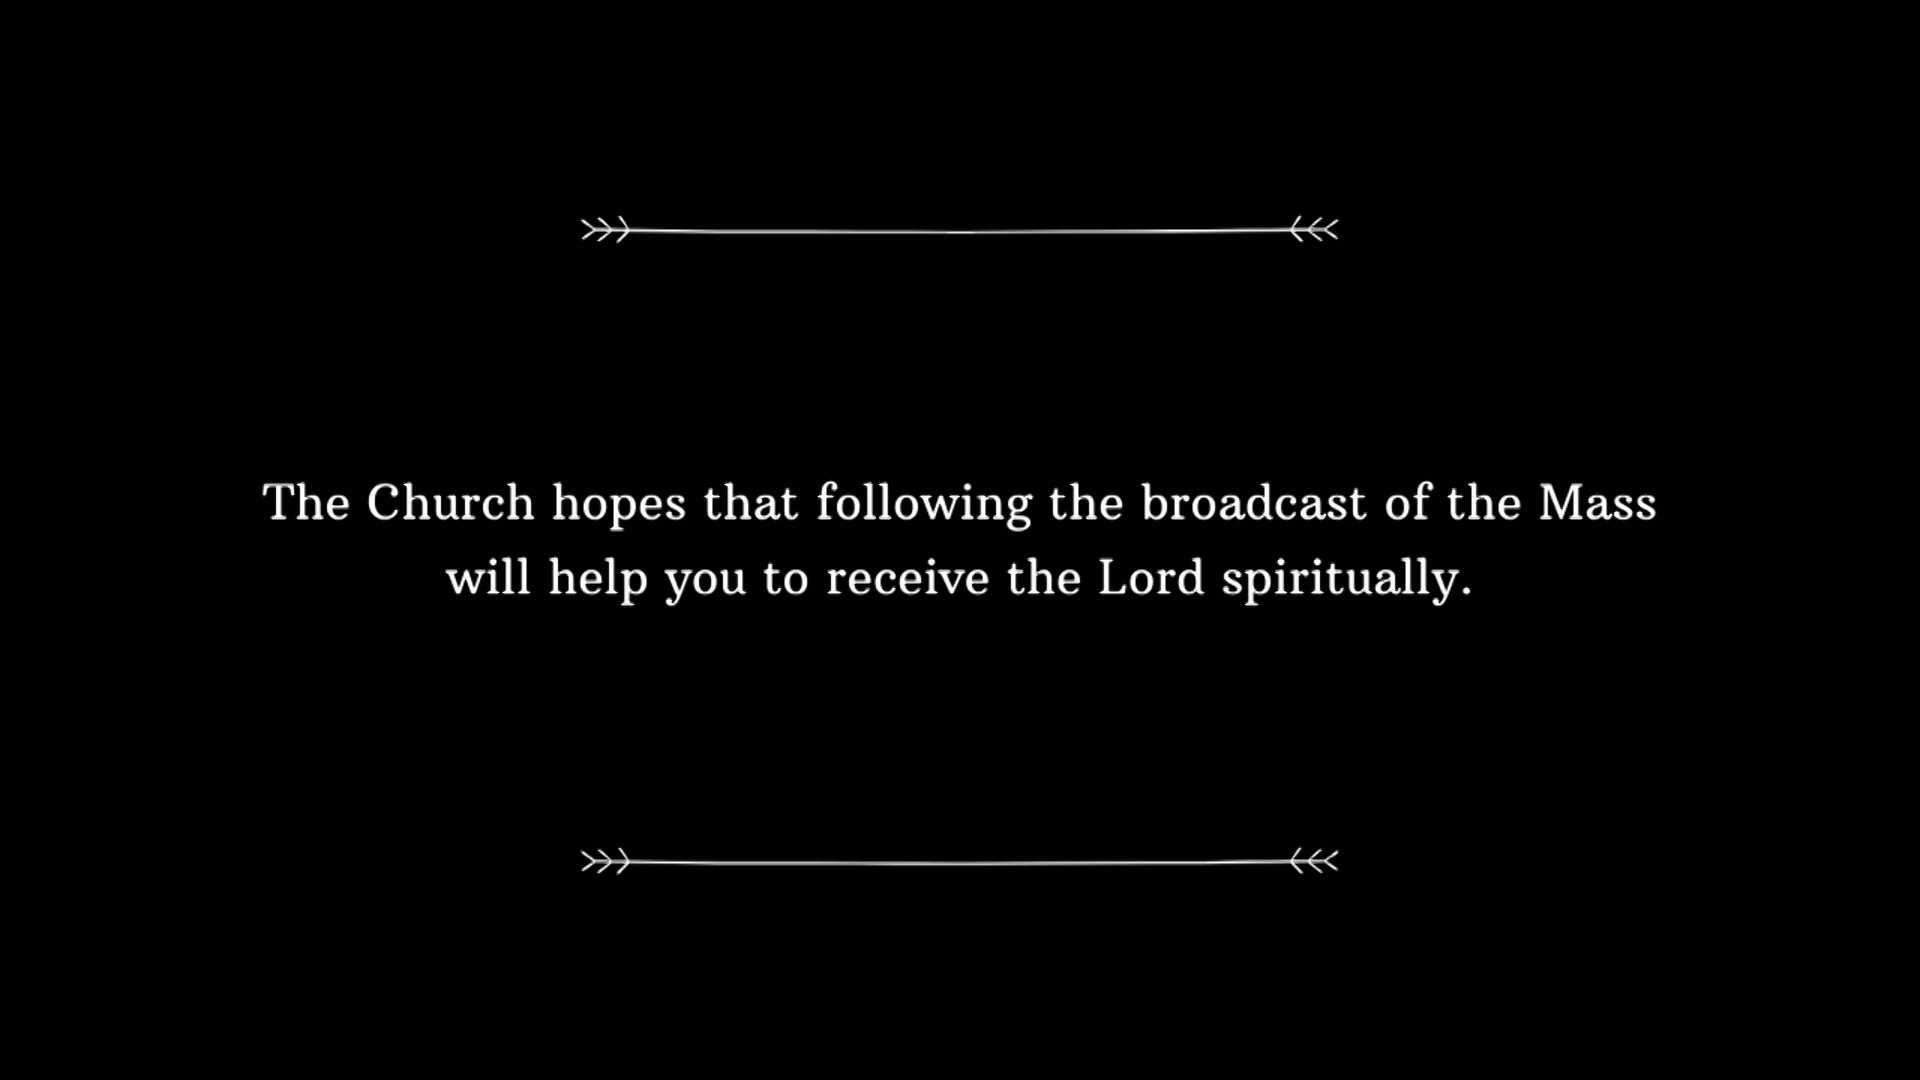 The Church hopes that following the broadcast of the Mass
will help you to receive the Lord spiritually.